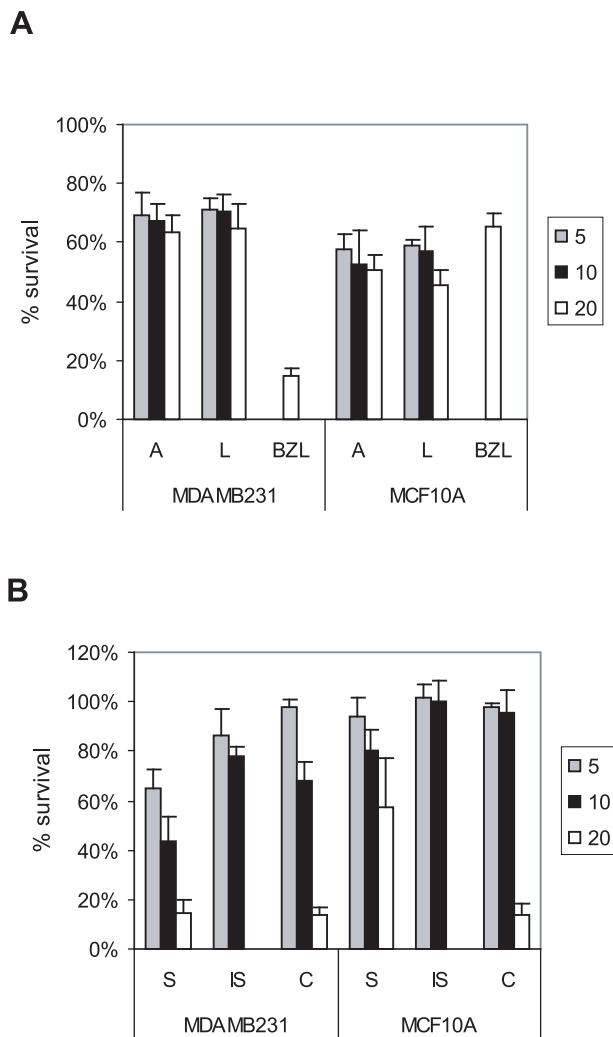 A
100%
80%
60%
40%
20%
0%
% survival
A L BZL A L BZL
MDAMB231 MCF10A
5
10
20
B
120%
100%
80%
60%
40%
20%
0%
% survival
S IS C S IS C
MDAMB231 MCF10A
5
10
20